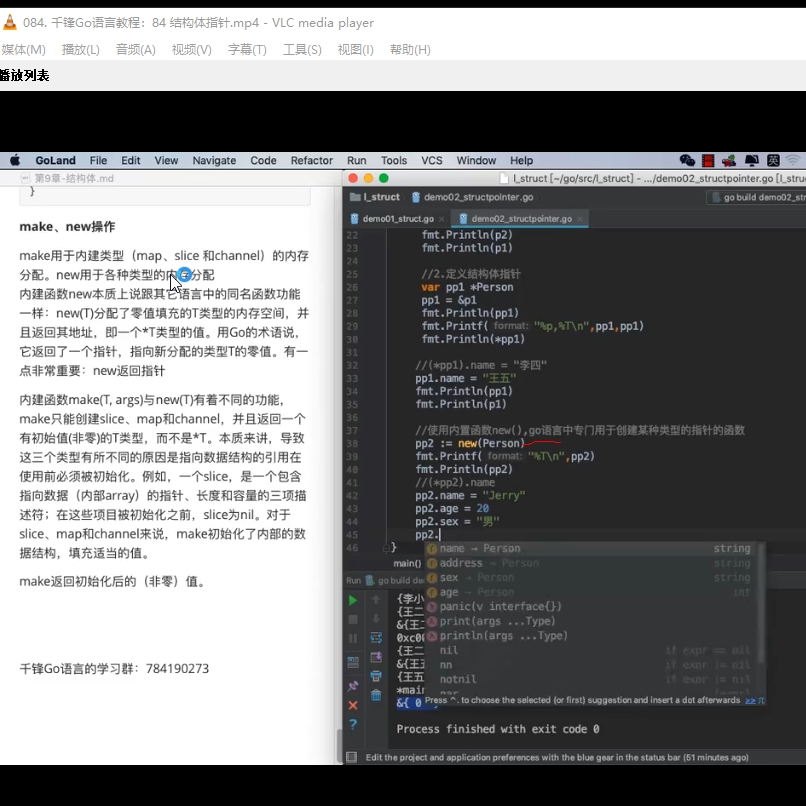 084. 千锋Go语言教程：84 结构体指针.mp4 - VLC media player
媒体(M) 播放(L) 音频(A) 视频(V) 字幕(T) 工具(S) 视图(I) 帮助(H)
播放列表
GoLand File Edit View Navigate Code Refactor Run Tools VCS Window Help
第9章-结构体.md
}
make、new操作
make用于内建类型（map、slice 和channel）的内存
分配。new用于各种类型的内存分配
内建函数new本质上说跟其它语言中的同名函数功能
一样：new(T)分配了零值填充的T类型的内存空间，并
且返回其地址，即一个*T类型的值。用Go的术语说，
它返回了一个指针，指向新分配的类型T的零值。有一
点非常重要：new返回指针
内建函数make(T, args)与new(T)有着不同的功能，
make只能创建slice、map和channel，并且返回一个
有初始值(非零)的T类型，而不是*T。本质来讲，导致
这三个类型有所不同的原因是指向数据结构的引用在
使用前必须被初始化。例如，一个slice，是一个包含
指向数据（内部array）的指针、长度和容量的三项描
述符；在这些项目被初始化之前，slice为nil。对于
slice、map和channel来说，make初始化了内部的数
据结构，填充适当的值。
make返回初始化后的（非零）值。
千锋Go语言的学习群：784190273
l_struct [~/go/src/l_struct] - .../demo02_structpointer.go [l_stru
l_struct demo02_structpointer.go go build demo02_str
demo01_struct.go demo02_structpointer.go
22 fmt.Println(p2)
23 fmt.Println(p1)
24
25 //2.定义结构体指针
26 var pp1 *Person
27 pp1 = &p1
28 fmt.Println(pp1)
29 fmt.Printf( format: "%p,%T\n",pp1,pp1)
30 fmt.Println(*pp1)
31
32 //(*pp1).name = "李四"
33 pp1.name = "王五"
34 fmt.Println(pp1)
35 fmt.Println(p1)
36
37 //使用内置函数new(),go语言中专门用于创建某种类型的指针的函数
38 pp2 := new(Person)
39 fmt.Printf( format: "%T\n",pp2)
40 fmt.Println(pp2)
41 //(*pp2).name
42 pp2.name = "Jerry"
43 pp2.age = 20
44 pp2.sex = "男"
45 pp2.
46 }
name → Person string
address → Person string
sex → Person string
age → Person int
panic(v interface{})
print(args ...Type)
println(args ...Type)
nil if expr == nil
nn if expr != nil
notnil if expr != nil
Press ^. to choose the selected (or first) suggestion and insert a dot afterwards >>
main()
Run go build de
{李小
{王二
&{王二
0xc00
{王二
&{王五
{王五
*main
&{ 0
Process finished with exit code 0
Edit the project and application preferences with the blue gear in the status bar (51 minutes ago)